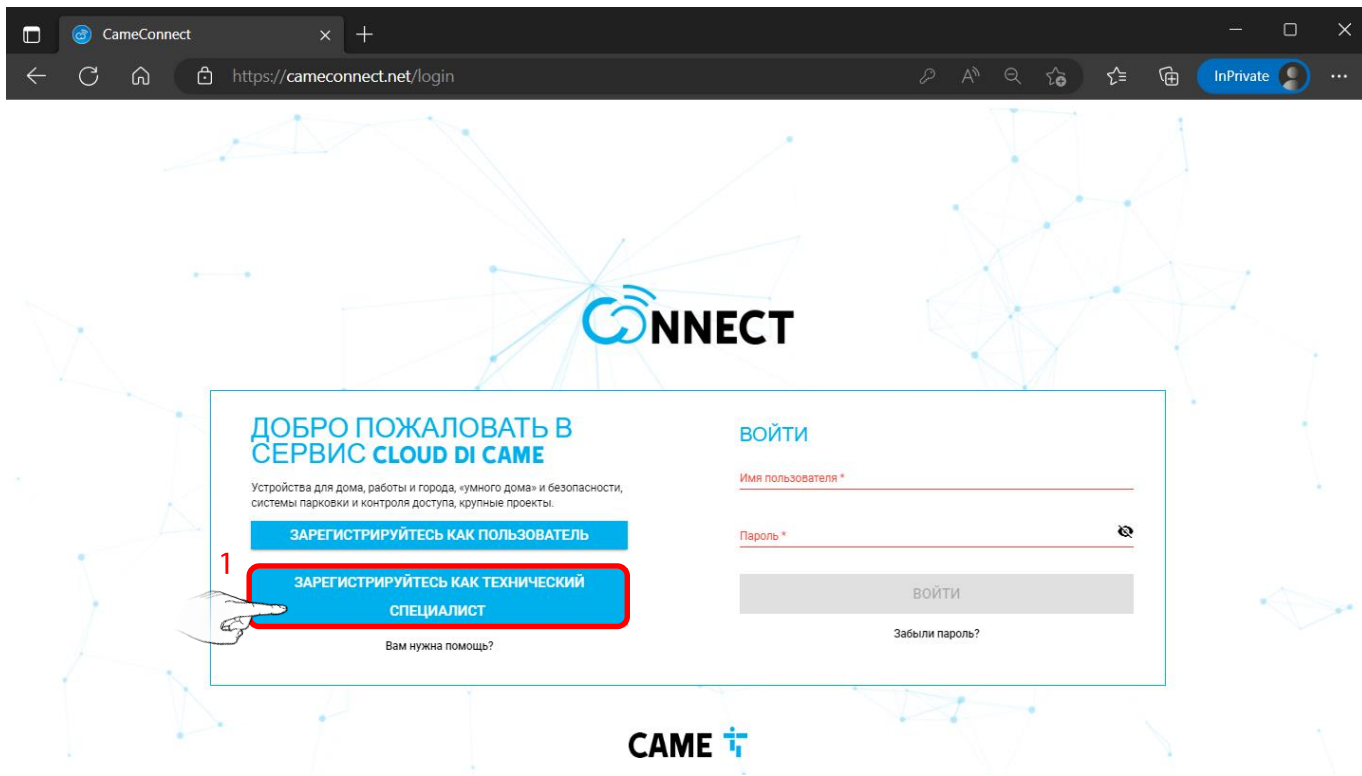 CameConnect
https://cameconnect.net/login
InPrivate
CONNECT
ДОБРО ПОЖАЛОВАТЬ В
СЕРВИС CLOUD DI CAME
Устройства для дома, работы и города, «умного дома» и безопасности,
системы парковки и контроля доступа, крупные проекты.
ЗАРЕГИСТРИРУЙТЕСЬ КАК ПОЛЬЗОВАТЕЛЬ
1
ЗАРЕГИСТРИРУЙТЕСЬ КАК ТЕХНИЧЕСКИЙ
СПЕЦИАЛИСТ
Вам нужна помощь?
ВОЙТИ
Имя пользователя *
Пароль *
ВОЙТИ
Забыли пароль?
CAME